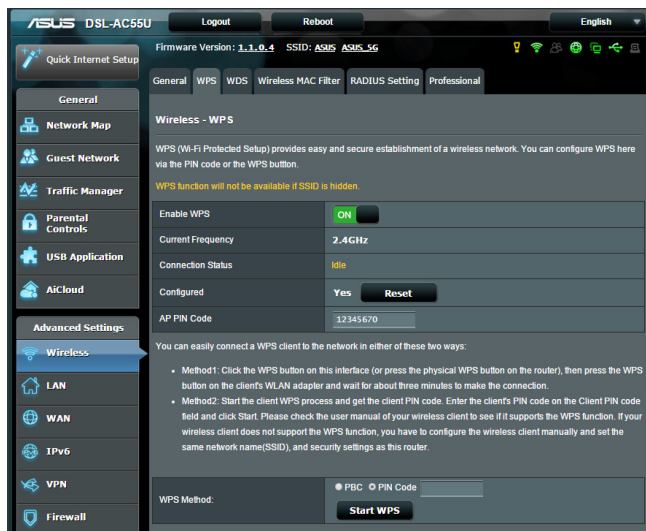 ASUS DSL-AC55U
Logout
Reboot
English
Quick Internet Setup
Firmware Version: 1.1.0.4 SSID: ASUS ASUS_5G
General
WPS
WDS
Wireless MAC Filter
RADIUS Setting
Professional
General
Network Map
Guest Network
Traffic Manager
Parental
Controls
USB Application
AiCloud
Advanced Settings
Wireless
LAN
WAN
IPv6
VPN
Firewall
Wireless - WPS
WPS (Wi-Fi Protected Setup) provides easy and secure establishment of a wireless network. You can configure WPS here
via the PIN code or the WPS buttton.
WPS function will not be available if SSID is hidden.
Enable WPS
ON
Current Frequency
2.4GHz
Connection Status
Idle
Configured
Yes
Reset
AP PIN Code
12345670
You can easily connect a WPS client to the network in either of these two ways:
• Method1: Click the WPS button on this interface (or press the physical WPS button on the router), then press the WPS
button on the client's WLAN adapter and wait for about three minutes to make the connection.
• Method2: Start the client WPS process and get the client PIN code. Enter the client's PIN code on the Client PIN code
field and click Start. Please check the user manual of your wireless client to see if it supports the WPS function. If your
wireless client does not support the WPS function, you have to configure the wireless client manually and set the
same network name(SSID), and security settings as this router.
WPS Method:
PBC
PIN Code
Start WPS